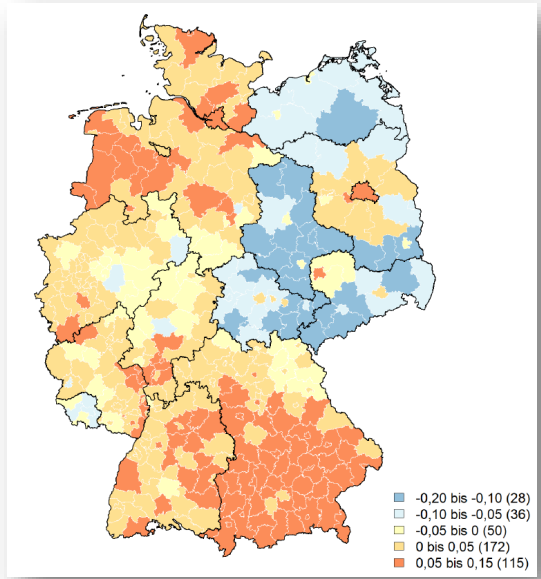 -0,20 bis -0,10 (28)
-0,10 bis -0,05 (36)
-0,05 bis 0 (50)
0 bis 0,05 (172)
0,05 bis 0,15 (115)